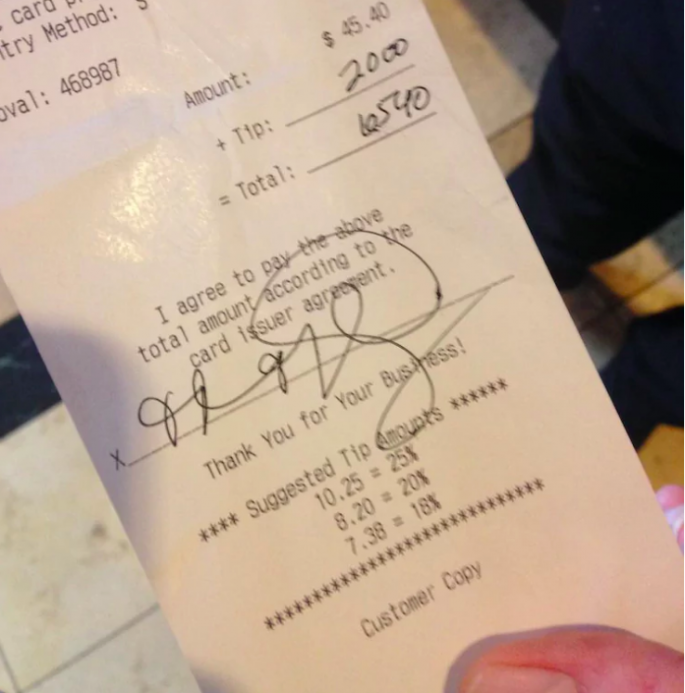 card p
ntry Method: S
oval: 468987
$ 45.40
Amount:
+ Tip: 2000
= Total: 6540
I agree to pay the above
total amount according to the
card issuer agreement.
X
Thank You for Your Business!
**** Suggested Tip Amounts ******
10.25 = 25%
8.20 = 20%
7.38 = 18%
******************************
Customer Copy